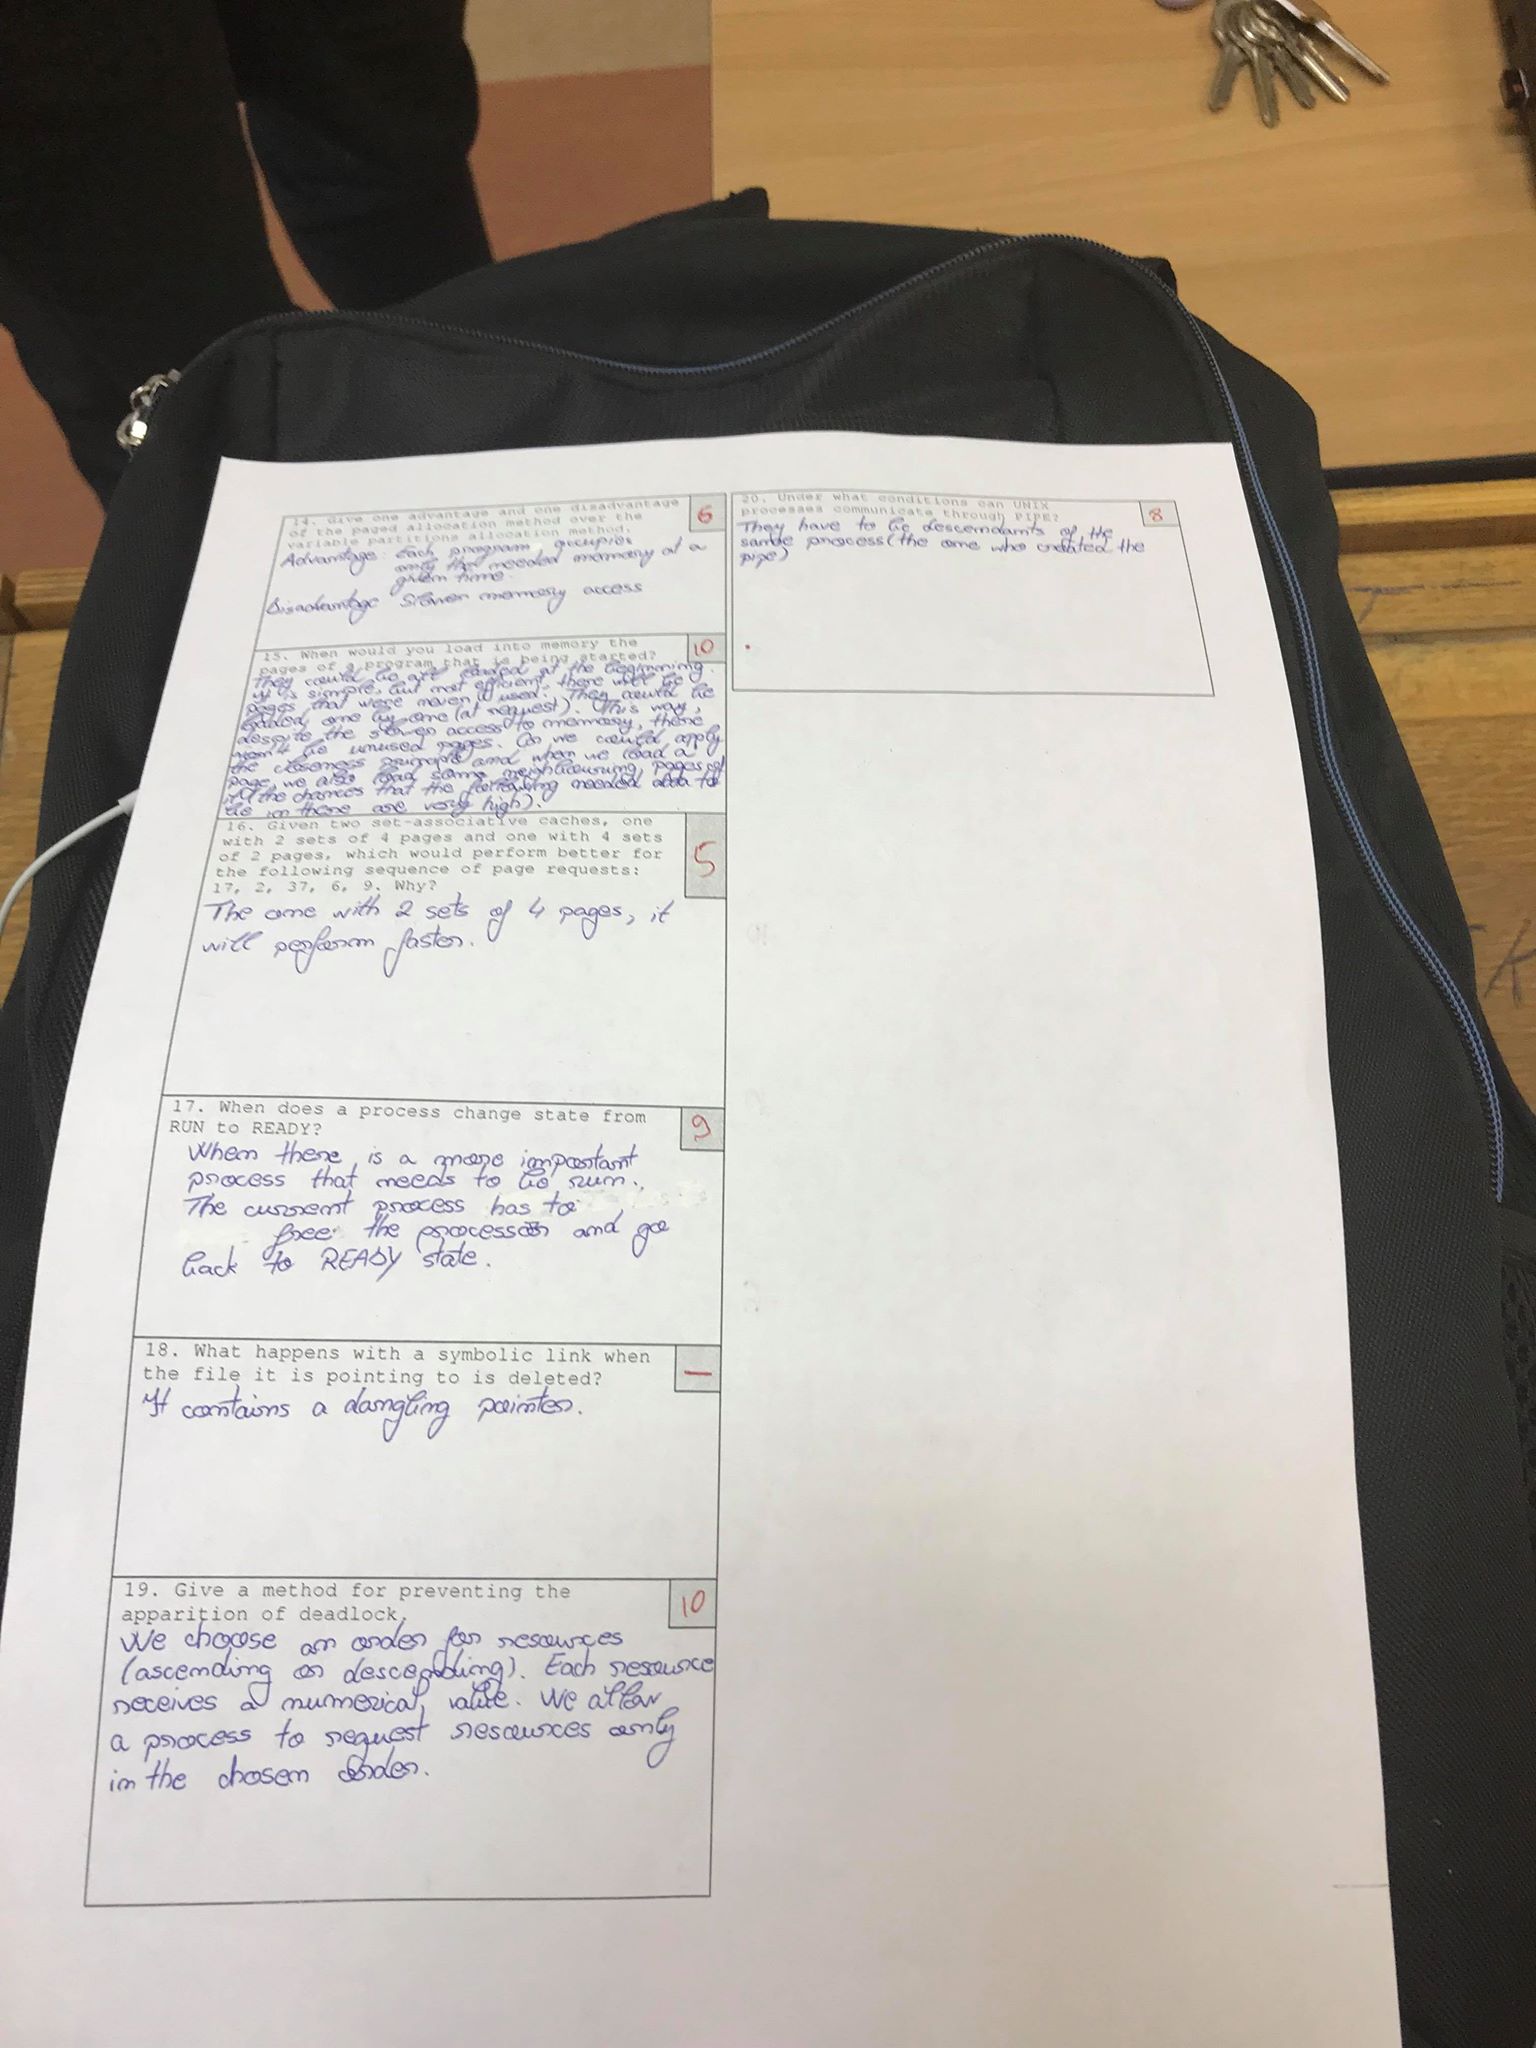 14. Give one advantage and one disadvantage
of the paged allocation method over the
variable partitions allocation method.
6
Advantage: Each program occupies
only the needed memory at a
given time.
Disadvantage Slower memory access
15. When would you load into memory the
pages of a program that is being started?
10
They could be all loaded at the beginning.
It is simple, but not efficient, there will be
pages that were never used. They could be
loaded one by one (at request). This way,
despite the slower access to memory, there
won't be unused pages. Or we could apply
the closeness principle and when we load a
page we also load some neighbouring pages of
it (the chances that the following needed data to
be in there are very high).
16. Given two set-associative caches, one
with 2 sets of 4 pages and one with 4 sets
of 2 pages, which would perform better for
the following sequence of page requests:
17, 2, 37, 6, 9. Why?
5
The one with 2 sets of 4 pages, it
will perform faster.
17. When does a process change state from
RUN to READY?
9
When there is a more important
process that needs to be run.
The current process has to
free the processor and go
back to READY state.
18. What happens with a symbolic link when
the file it is pointing to is deleted?
—
It contains a dangling pointer.
19. Give a method for preventing the
apparition of deadlock.
10
We choose an order for resources
(ascending or descending). Each resource
receives a numerical value. We allow
a process to request resources only
in the chosen order.
20. Under what conditions can UNIX
processes communicate through PIPE?
8
They have to be descendants of the
same process (the one who created the
pipe)